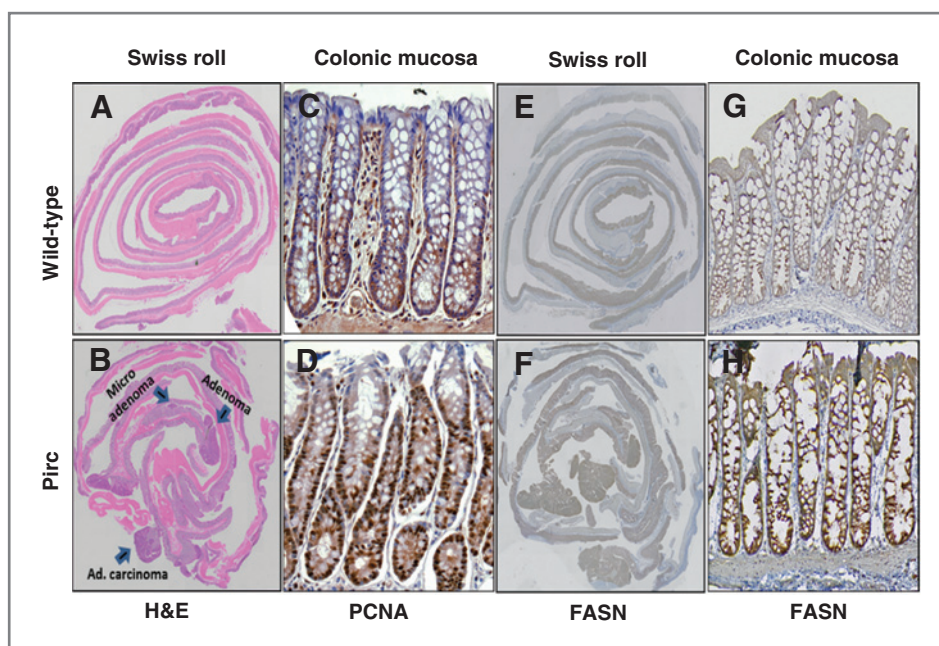 Swiss roll
Colonic mucosa
Swiss roll
Colonic mucosa
Wild-type
A
C
E
G
Pirc
B
D
F
H
Micro
adenoma
Adenoma
Ad. carcinoma
H&E
PCNA
FASN
FASN